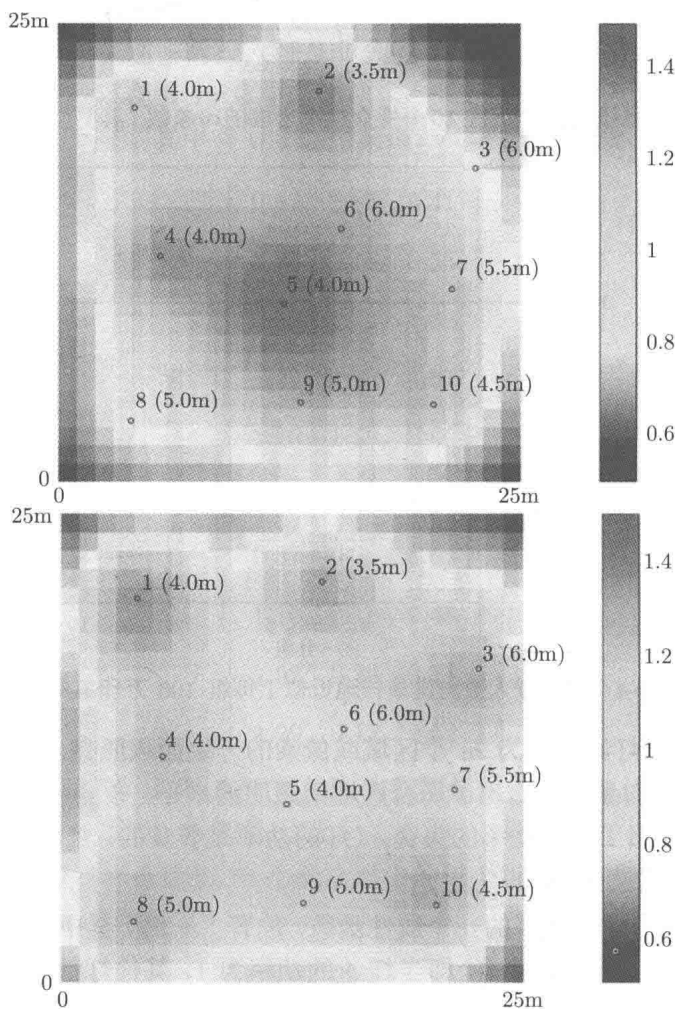 25m
1 (4.0m)
2 (3.5m)
3 (6.0m)
4 (4.0m)
6 (6.0m)
5 (4.0m)
7 (5.5m)
8 (5.0m)
9 (5.0m)
10 (4.5m)
0
0
25m
1.4
1.2
1
0.8
0.6
25m
1 (4.0m)
2 (3.5m)
3 (6.0m)
4 (4.0m)
6 (6.0m)
5 (4.0m)
7 (5.5m)
8 (5.0m)
9 (5.0m)
10 (4.5m)
0
0
25m
1.4
1.2
1
0.8
0.6